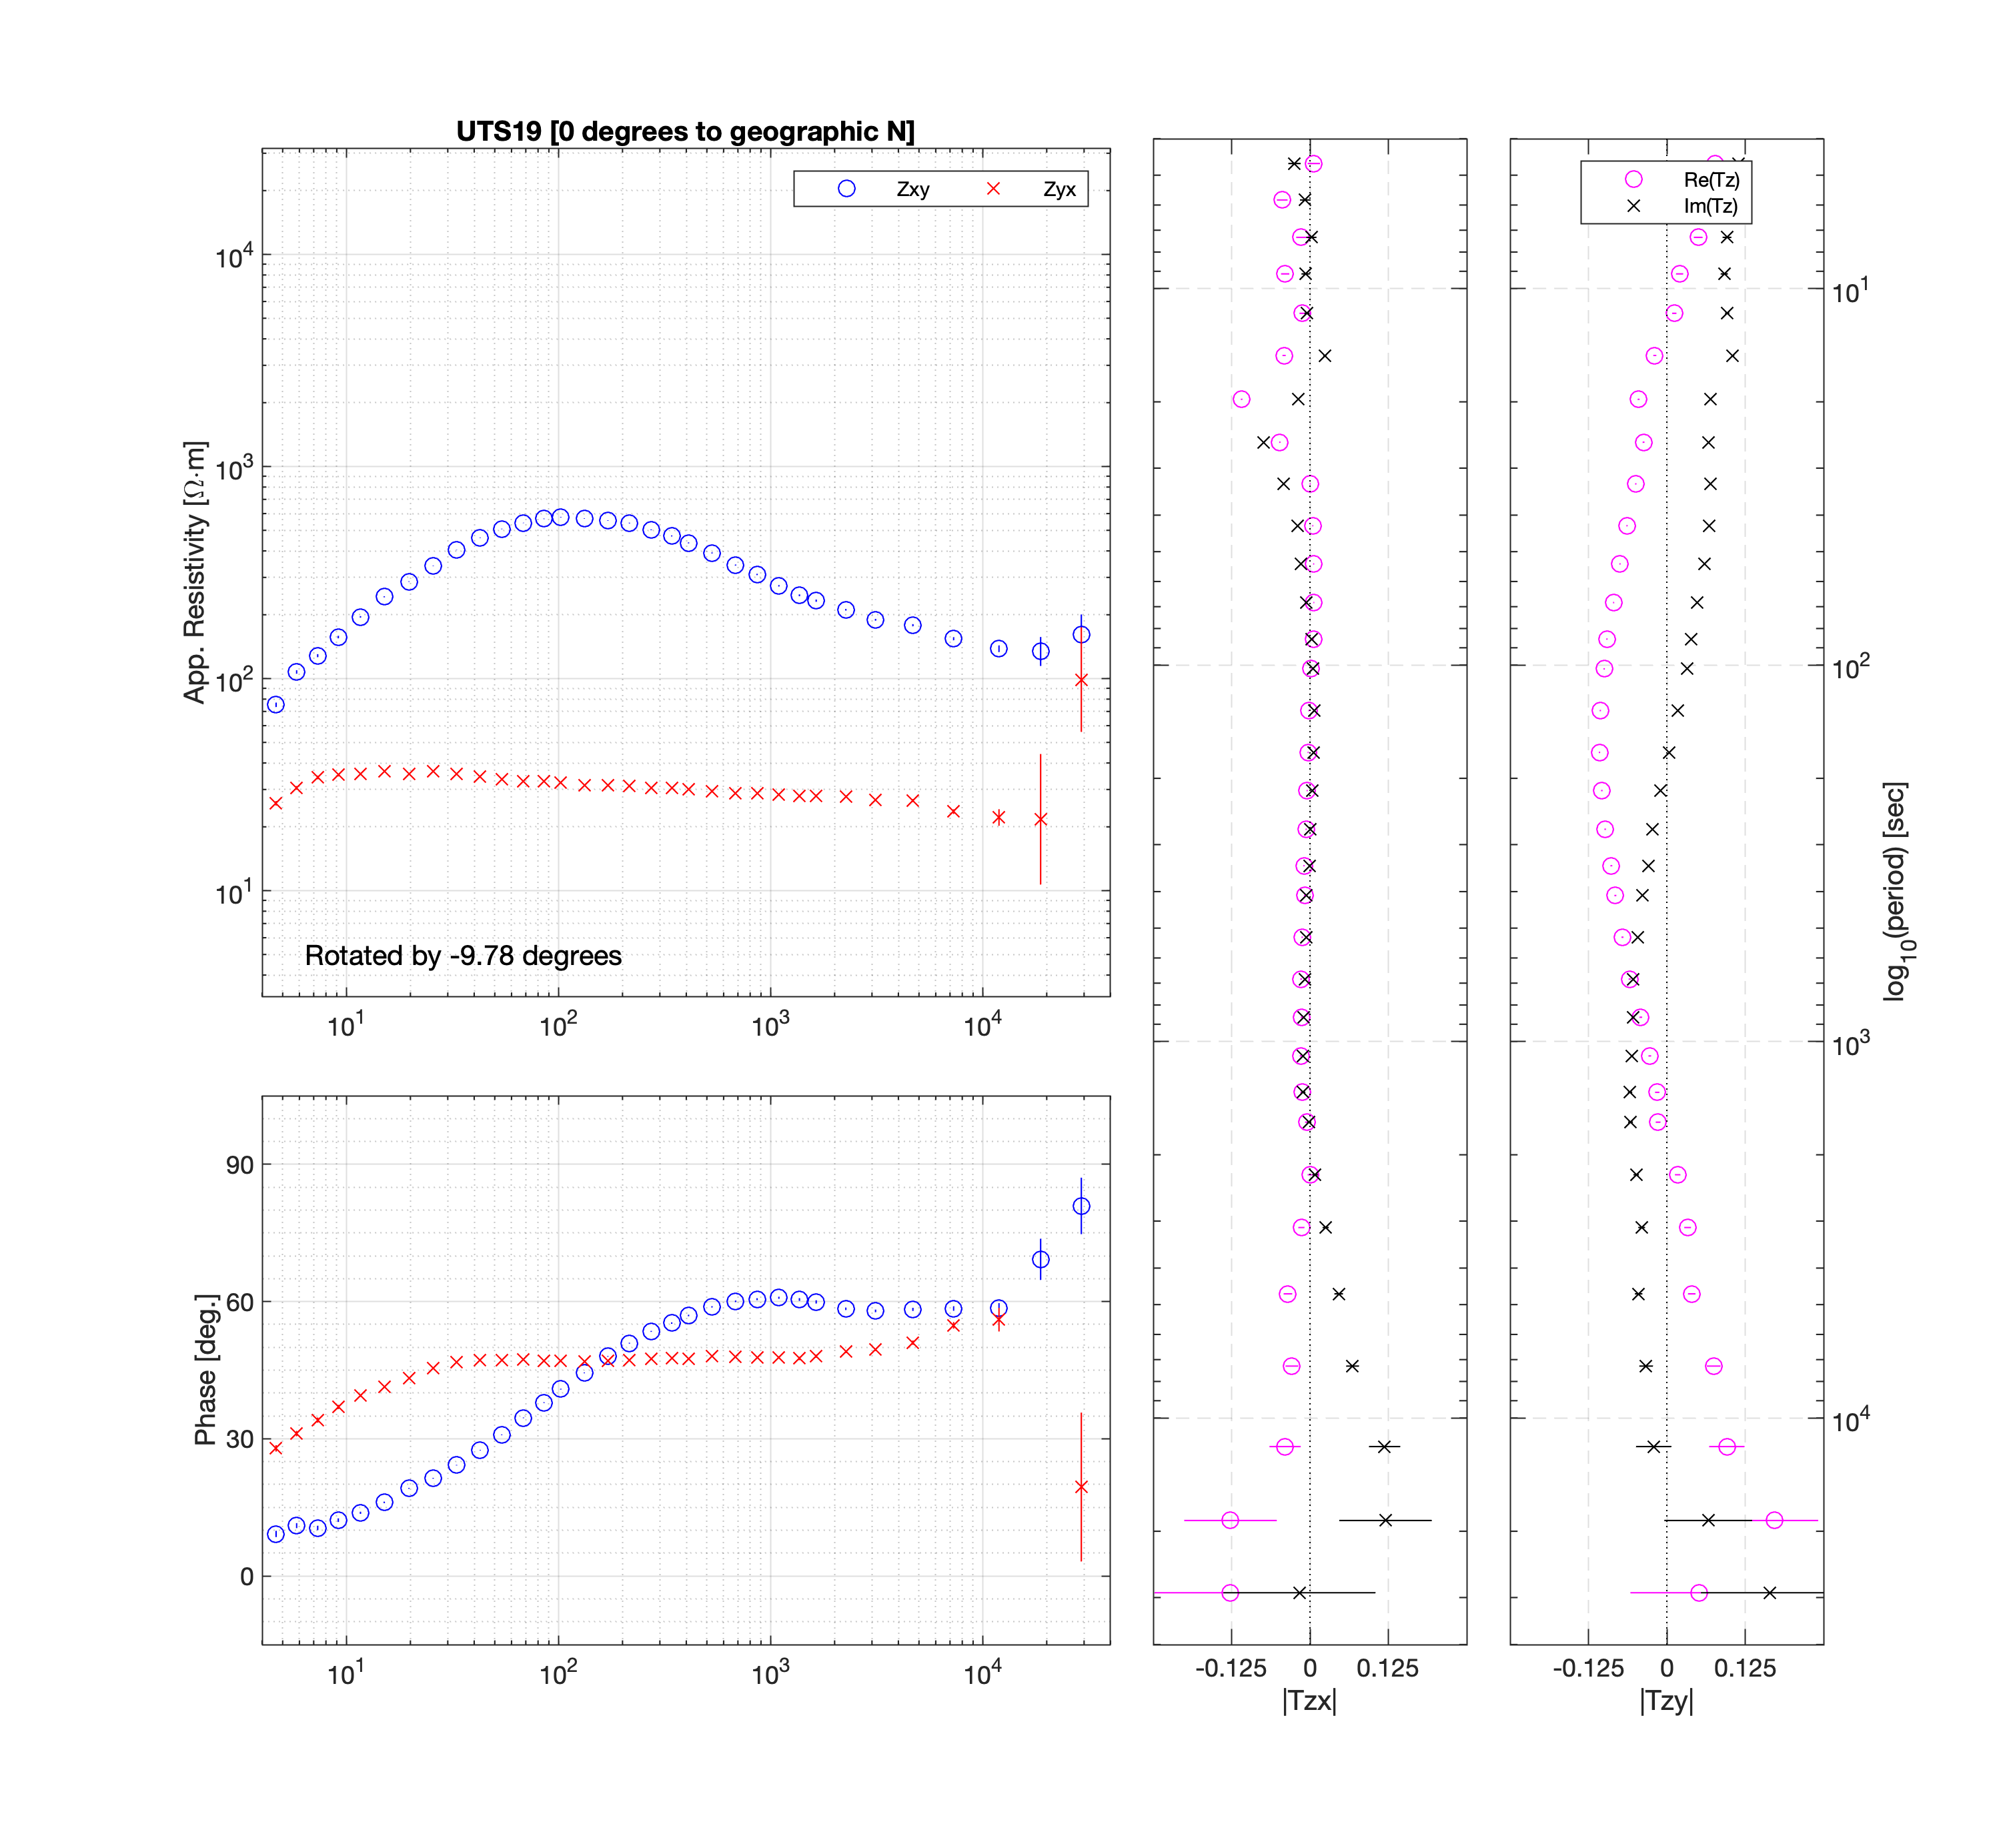 UTS19 [0 degrees to geographic N]
Zxy Zyx
App. Resistivity [Ω·m]
10^4
10^3
10^2
10^1
Rotated by -9.78 degrees
10^1 10^2 10^3 10^4
Phase [deg.]
90
60
30
0
10^1 10^2 10^3 10^4
-0.125 0 0.125
|Tzx|
Re(Tz)
Im(Tz)
-0.125 0 0.125
|Tzy|
10^1
10^2
10^3
10^4
log_10(period) [sec]